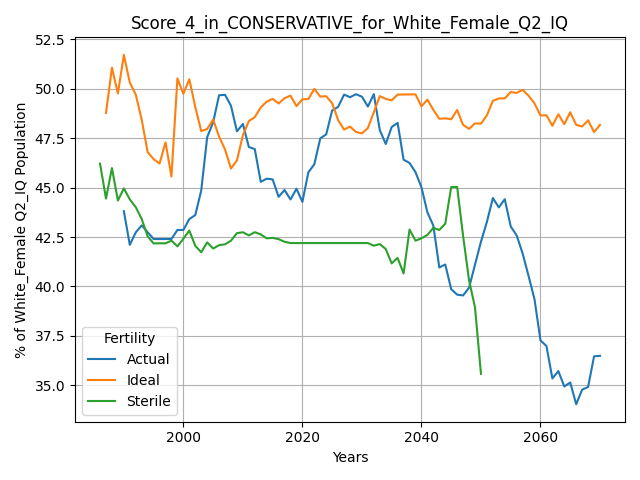 Score_4_in_CONSERVATIVE_for_White_Female_Q2_IQ
% of White_Female Q2_IQ Population
52.5
50.0
47.5
45.0
42.5
40.0
37.5
35.0
Fertility
Actual
Ideal
Sterile
2000
2020
2040
2060
Years